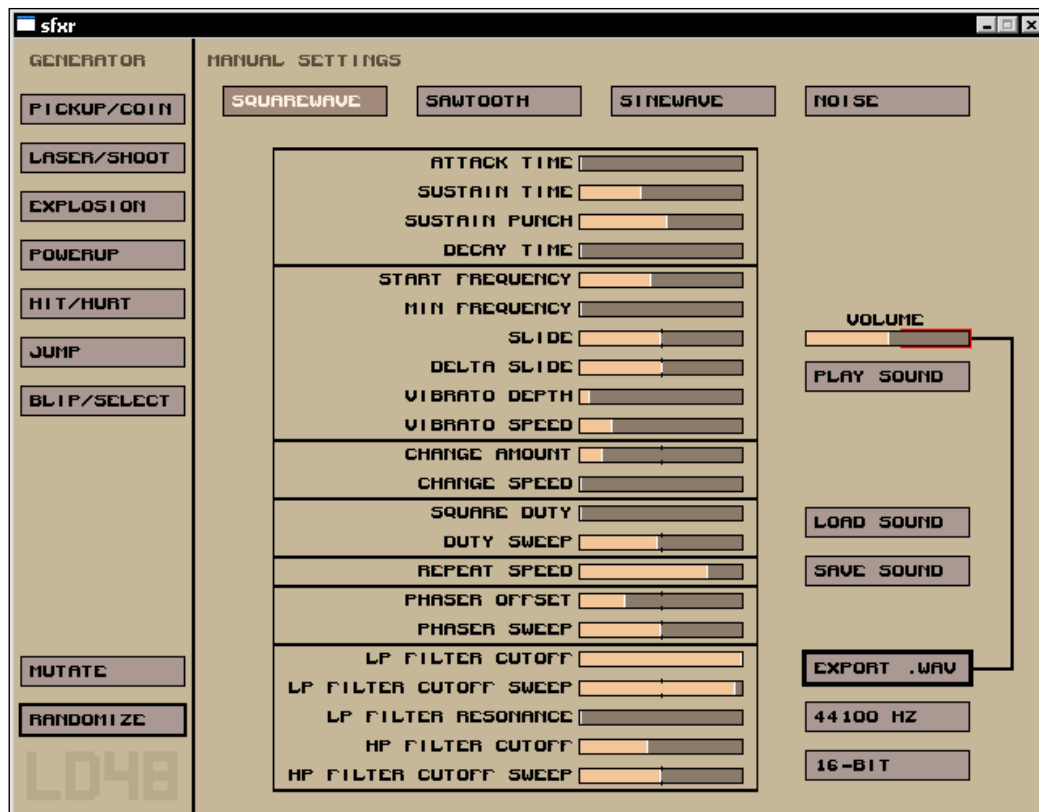 sfxr
GENERATOR
PICKUP/COIN
LASER/SHOOT
EXPLOSION
POWERUP
HIT/HURT
JUMP
BLIP/SELECT
MUTATE
RANDOMIZE
LD48
MANUAL SETTINGS
SQUAREWAVE SAWTOOTH SINEWAVE NOISE
ATTACK TIME
SUSTAIN TIME
SUSTAIN PUNCH
DECAY TIME
START FREQUENCY
MIN FREQUENCY
SLIDE
DELTA SLIDE
VIBRATO DEPTH
VIBRATO SPEED
CHANGE AMOUNT
CHANGE SPEED
SQUARE DUTY
DUTY SWEEP
REPEAT SPEED
PHASER OFFSET
PHASER SWEEP
LP FILTER CUTOFF
LP FILTER CUTOFF SWEEP
LP FILTER RESONANCE
HP FILTER CUTOFF
HP FILTER CUTOFF SWEEP
VOLUME
PLAY SOUND
LOAD SOUND
SAVE SOUND
EXPORT .WAV
44100 HZ
16-BIT